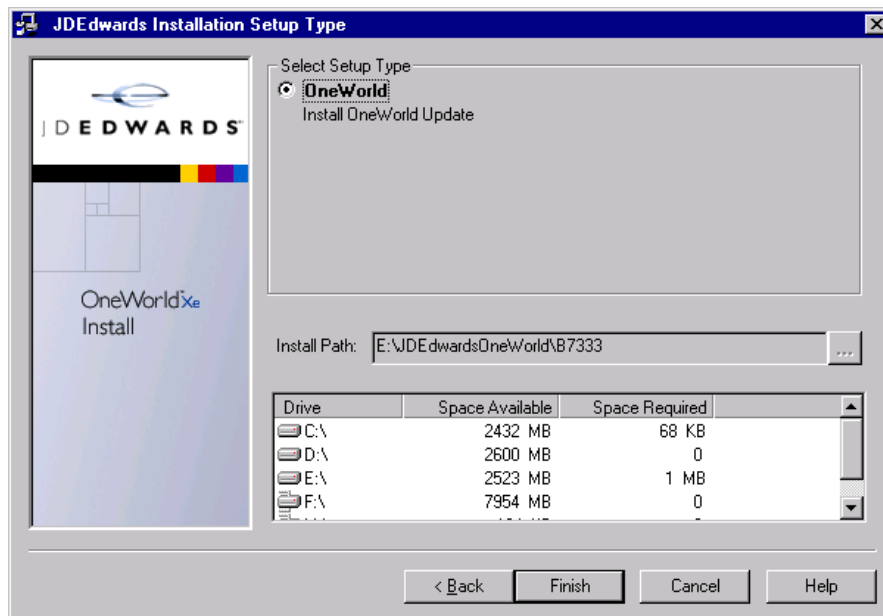 JDEdwards Installation Setup Type
JDEDWARDS
OneWorld Xe
Install
Select Setup Type
OneWorld
Install OneWorld Update
Install Path: E:\JDEdwardsOneWorld\B7333 ...
Drive Space Available Space Required
C:\ 2432 MB 68 KB
D:\ 2600 MB 0
E:\ 2523 MB 1 MB
F:\ 7954 MB 0
< Back Finish Cancel Help